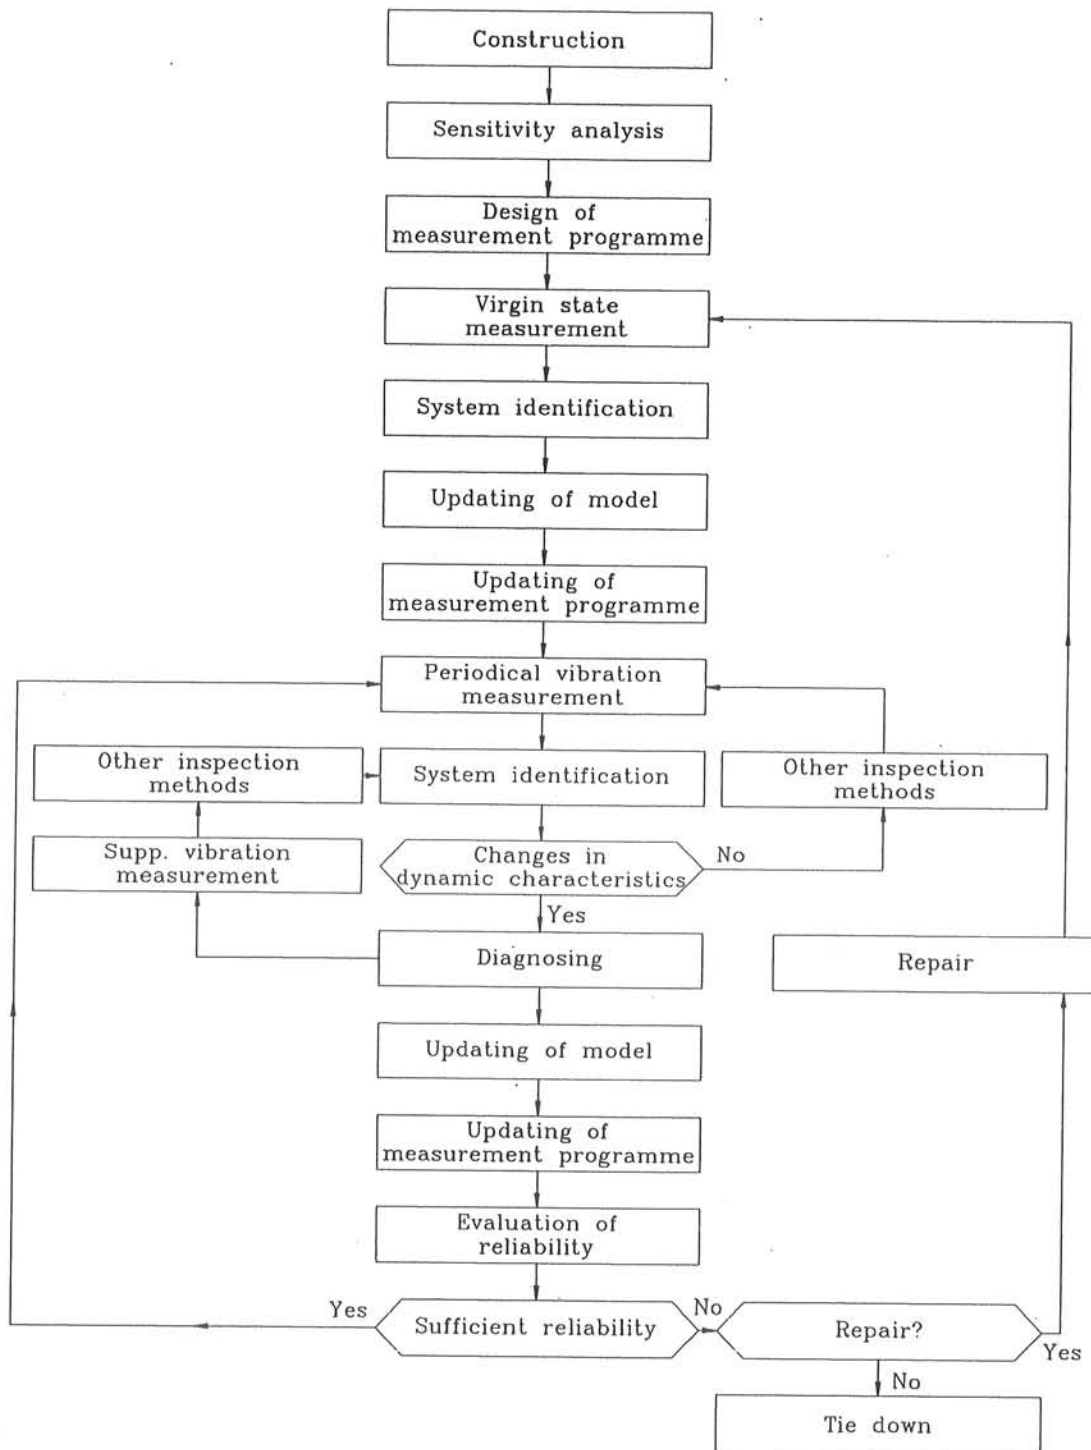 Construction
Sensitivity analysis
Design of
measurement programme
Virgin state
measurement
System identification
Updating of model
Updating of
measurement programme
Periodical vibration
measurement
Other inspection
methods
System identification
Other inspection
methods
Supp. vibration
measurement
Changes in
dynamic characteristics
No
Yes
Diagnosing
Repair
Updating of model
Updating of
measurement programme
Evaluation of
reliability
Yes
Sufficient reliability
No
Repair?
Yes
No
Tie down